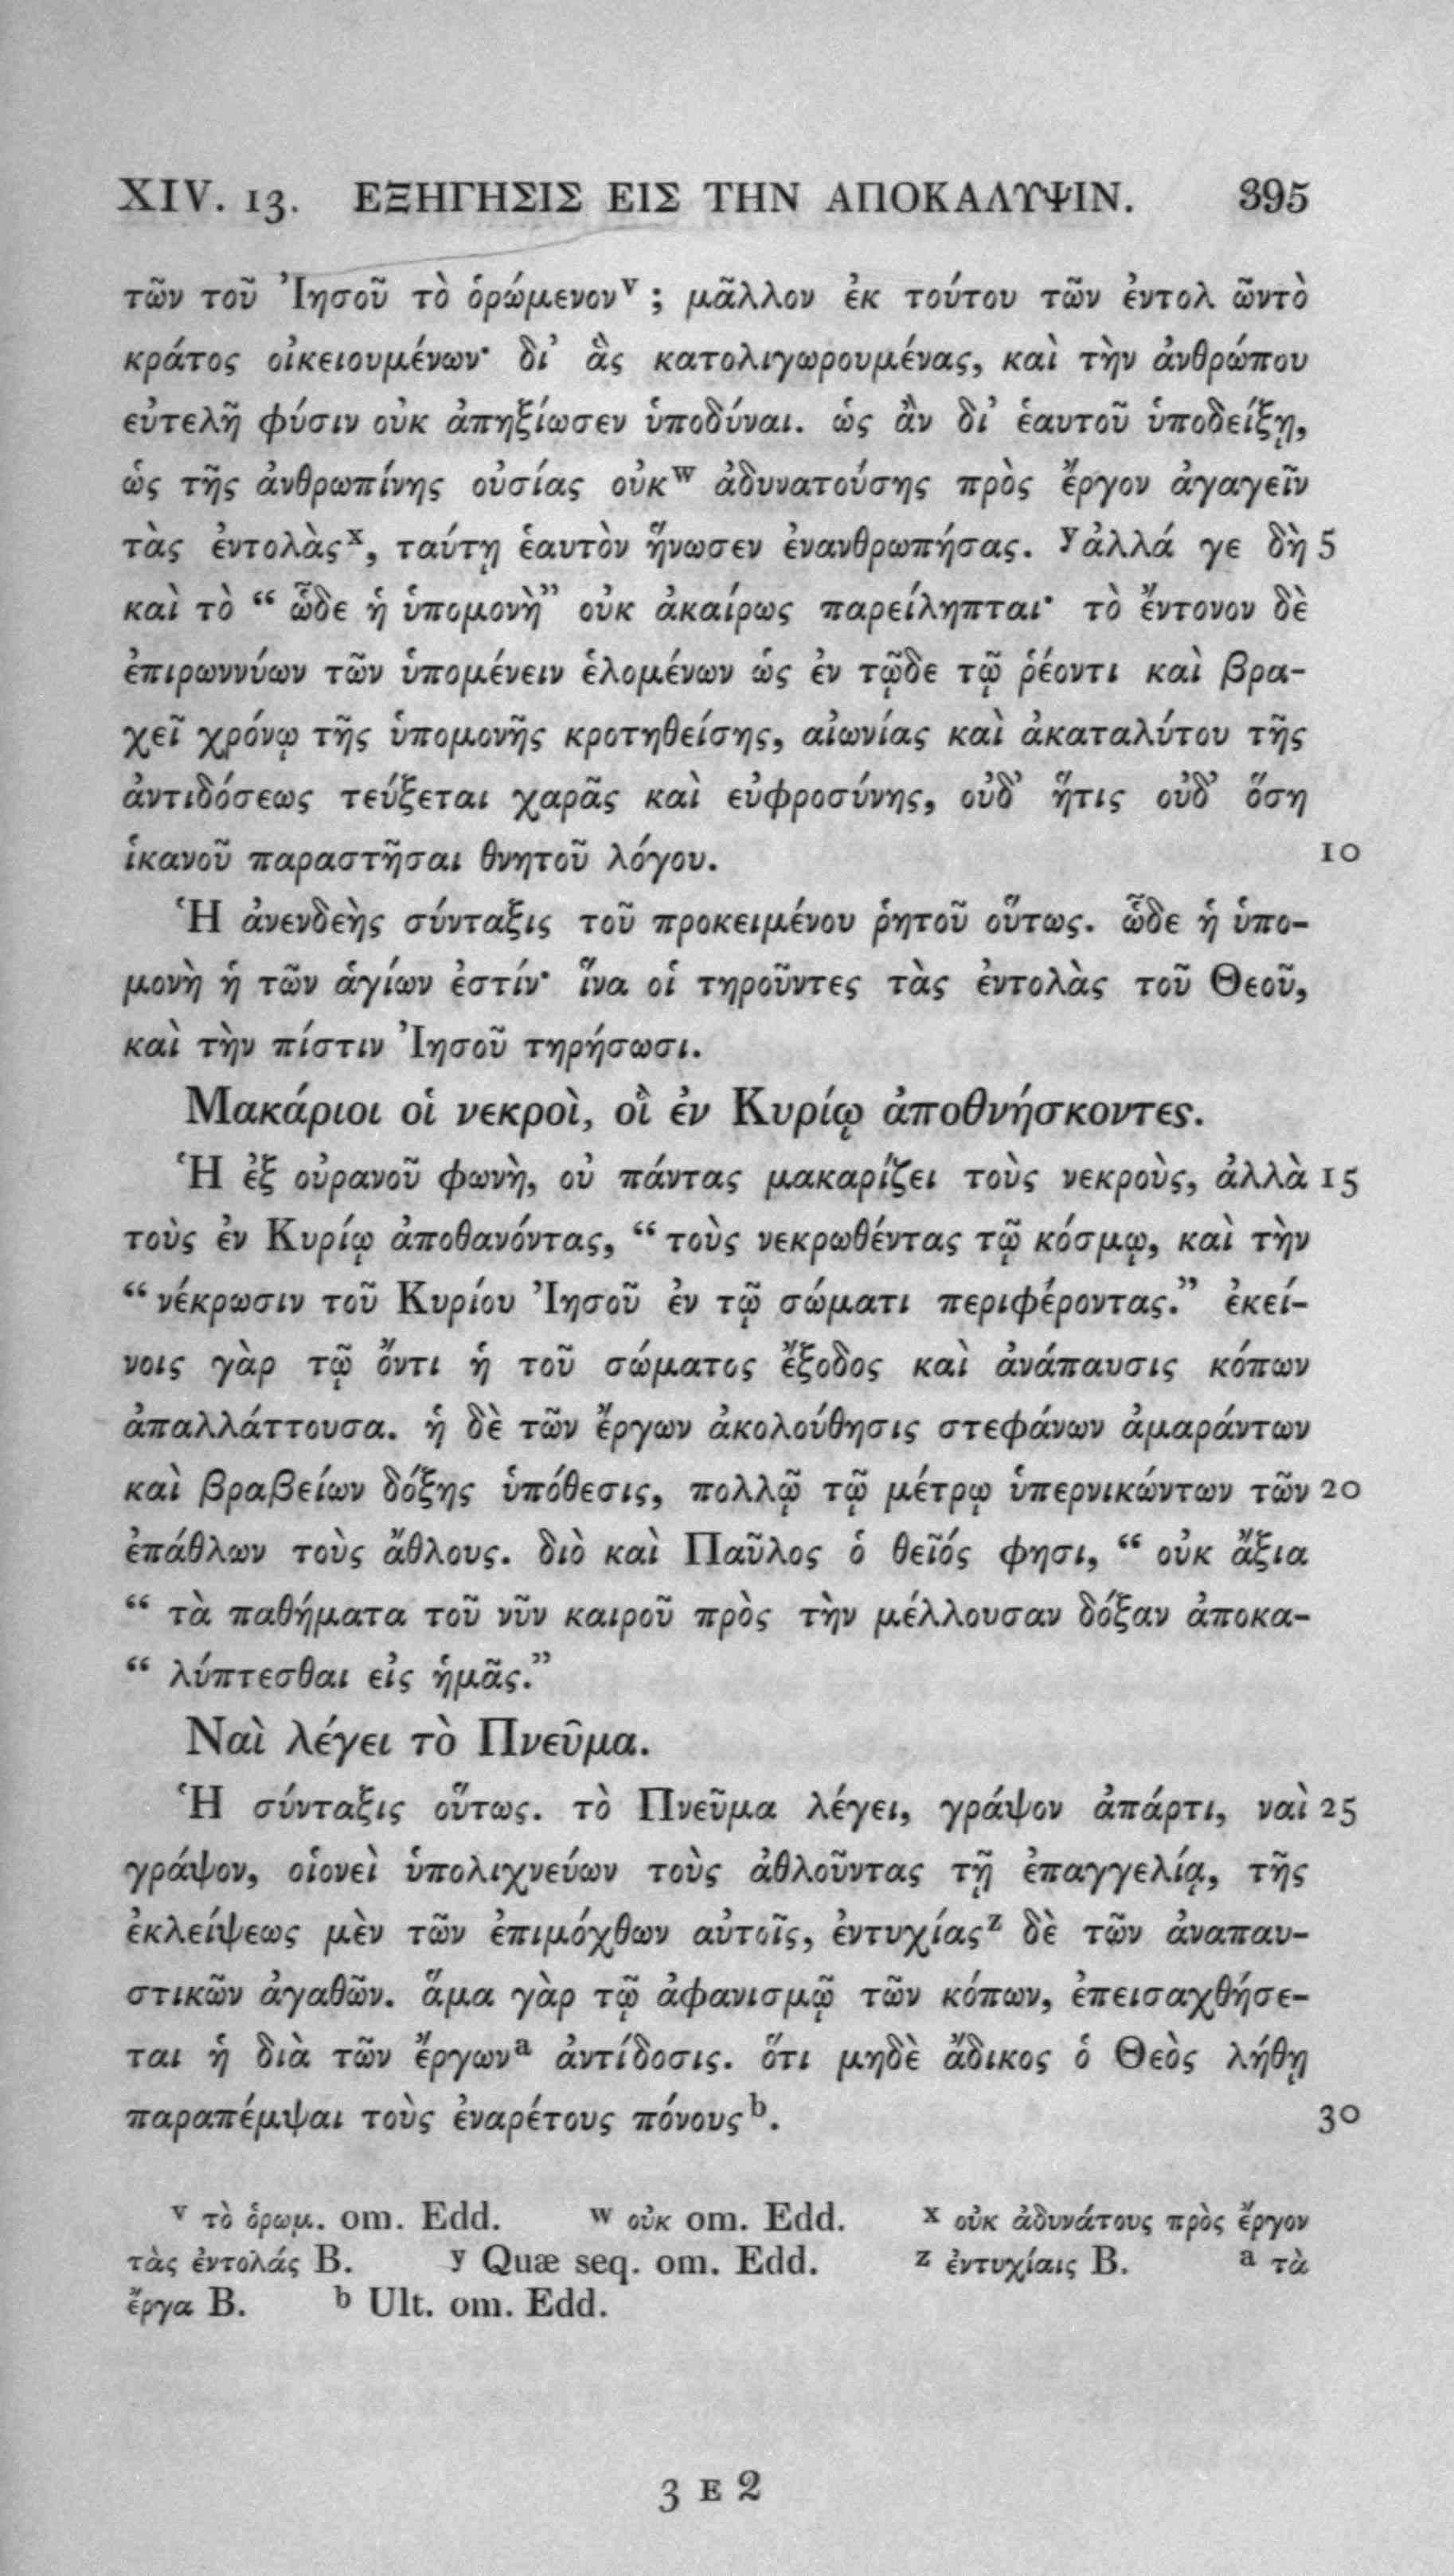 XIV. 13. ΕΞΗΓΗΣΙΣ ΕΙΣ ΤΗΝ ΑΠΟΚΑΛΥΨΙΝ. 395
τῶν τοῦ Ἰησοῦ τὸ ὁρώμενον v ; μᾶλλον ἐκ τούτου τῶν ἐντολ ῶντὸ
κράτος οἰκειουμένων· δι’ ἃς κατολιγωρουμένας, καὶ τὴν ἀνθρώπου
εὐτελῆ φύσιν οὐκ ἀπηξίωσεν ὑποδύναι. ὡς ἂν δι’ ἑαυτοῦ ὑποδείξῃ,
ὡς τῆς ἀνθρωπίνης οὐσίας οὐκ w ἀδυνατούσης πρὸς ἔργον ἀγαγεῖν
τὰς ἐντολὰς x, ταύτῃ ἑαυτὸν ἥνωσεν ἐνανθρωπήσας. y ἀλλά γε δὴ 5
καὶ τὸ “ ὧδε ἡ ὑπομονὴ” οὐκ ἀκαίρως παρείληπται· τὸ ἔντονον δὲ
ἐπιρωννύων τῶν ὑπομένειν ἑλομένων ὡς ἐν τῷδε τῷ ῥέοντι καὶ βρα-
χεῖ χρόνῳ τῆς ὑπομονῆς κροτηθείσης, αἰωνίας καὶ ἀκαταλύτου τῆς
ἀντιδόσεως τεύξεται χαρᾶς καὶ εὐφροσύνης, οὐδ’ ἥτις οὐδ’ ὅση
ἱκανοῦ παραστῆσαι θνητοῦ λόγου. 10
Ἡ ἀνενδεὴς σύνταξις τοῦ προκειμένου ῥητοῦ οὕτως. ὧδε ἡ ὑπο-
μονὴ ἡ τῶν ἁγίων ἐστίν· ἵνα οἱ τηροῦντες τὰς ἐντολὰς τοῦ Θεοῦ,
καὶ τὴν πίστιν Ἰησοῦ τηρήσωσι.
Μακάριοι οἱ νεκροὶ, οἳ ἐν Κυρίῳ ἀποθνήσκοντες.
Ἡ ἐξ οὐρανοῦ φωνὴ, οὐ πάντας μακαρίζει τοὺς νεκροὺς, ἀλλὰ 15
τοὺς ἐν Κυρίῳ ἀποθανόντας, “ τοὺς νεκρωθέντας τῷ κόσμῳ, καὶ τὴν
“ νέκρωσιν τοῦ Κυρίου Ἰησοῦ ἐν τῷ σώματι περιφέροντας.” ἐκεί-
νοις γὰρ τῷ ὄντι ἡ τοῦ σώματος ἔξοδος καὶ ἀνάπαυσις κόπων
ἀπαλλάττουσα. ἡ δὲ τῶν ἔργων ἀκολούθησις στεφάνων ἀμαράντων
καὶ βραβείων δόξης ὑπόθεσις, πολλῷ τῷ μέτρῳ ὑπερνικώντων τῶν 20
ἐπάθλων τοὺς ἄθλους. διὸ καὶ Παῦλος ὁ θεῖός φησι, “ οὐκ ἄξια
“ τὰ παθήματα τοῦ νῦν καιροῦ πρὸς τὴν μέλλουσαν δόξαν ἀποκα-
“ λύπτεσθαι εἰς ἡμᾶς.”
Ναὶ λέγει τὸ Πνεῦμα.
Ἡ σύνταξις οὕτως. τὸ Πνεῦμα λέγει, γράψον ἀπάρτι, ναὶ 25
γράψον, οἱονεὶ ὑπολιχνεύων τοὺς ἀθλοῦντας τῇ ἐπαγγελίᾳ, τῆς
ἐκλείψεως μὲν τῶν ἐπιμόχθων αὐτοῖς, ἐντυχίας z δὲ τῶν ἀναπαυ-
στικῶν ἀγαθῶν. ἅμα γὰρ τῷ ἀφανισμῷ τῶν κόπων, ἐπεισαχθήσε-
ται ἡ διὰ τῶν ἔργων a ἀντίδοσις. ὅτι μηδὲ ἄδικος ὁ Θεὸς λήθῃ
παραπέμψαι τοὺς ἐναρέτους πόνους b. 30
v τὸ ὁρωμ. om. Edd. w οὐκ om. Edd. x οὐκ ἀδυνάτους πρὸς ἔργον
τὰς ἐντολάς B. y Quæ seq. om. Edd. z ἐντυχίαις B. a τὰ
ἔργα B. b Ult. om. Edd.
3 E 2